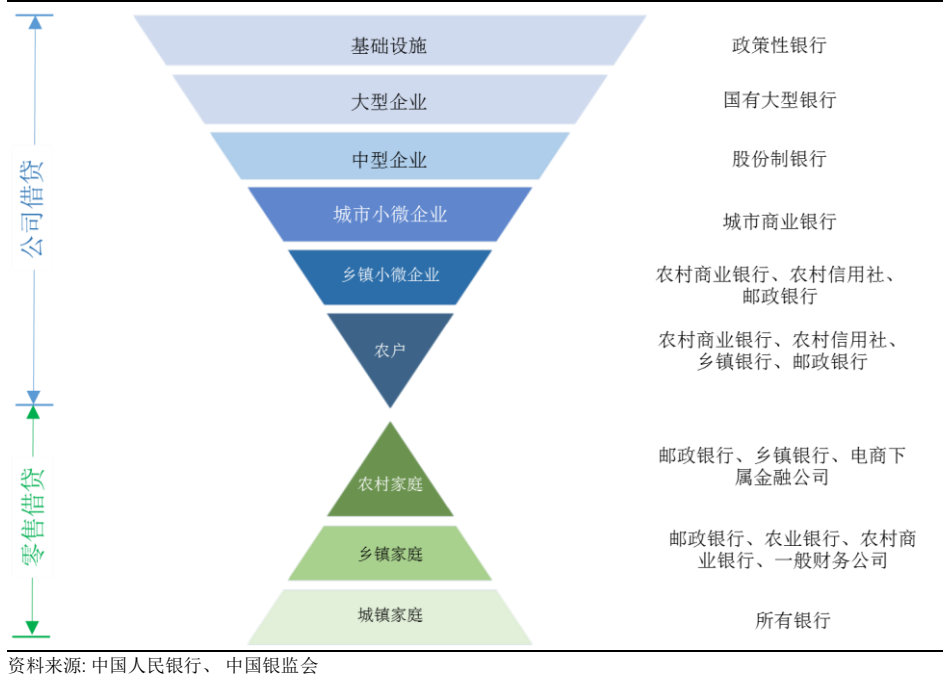 公司借贷
基础设施
政策性银行
大型企业
国有大型银行
中型企业
股份制银行
城市小微企业
城市商业银行
乡镇小微企业
农村商业银行、农村信用社、
邮政银行
农户
农村商业银行、农村信用社、
乡镇银行、邮政银行
零售借贷
农村家庭
邮政银行、乡镇银行、电商下
属金融公司
乡镇家庭
邮政银行、农业银行、农村商
业银行、一般财务公司
城镇家庭
所有银行
资料来源: 中国人民银行、 中国银监会